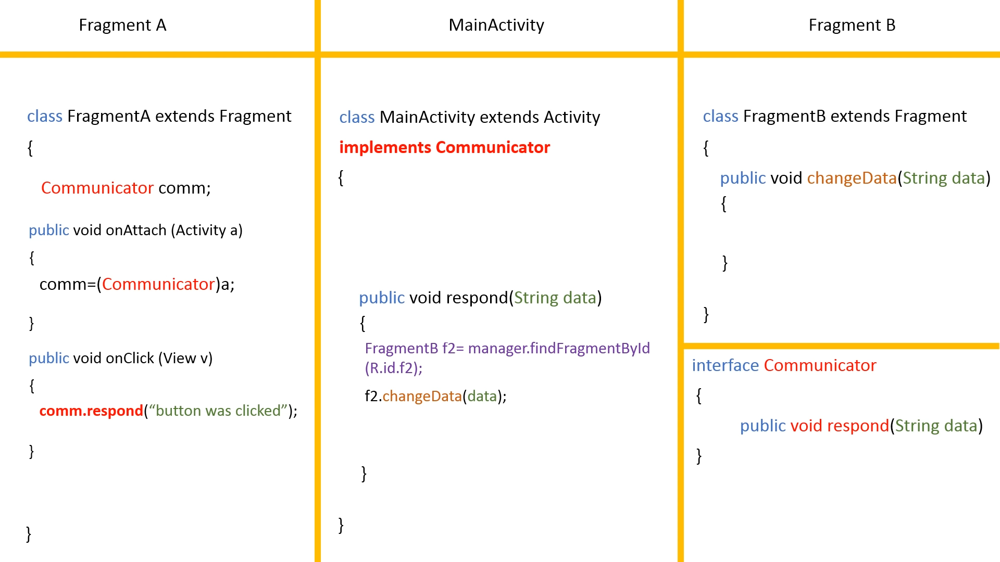 Fragment A
MainActivity
Fragment B
class FragmentA extends Fragment
{
Communicator comm;
public void onAttach (Activity a)
{
comm=(Communicator)a;
}
public void onClick (View v)
{
comm.respond(“button was clicked”);
}
}
class MainActivity extends Activity
implements Communicator
{
public void respond(String data)
{
FragmentB f2= manager.findFragmentById
(R.id.f2);
f2.changeData(data);
}
}
class FragmentB extends Fragment
{
public void changeData(String data)
{
}
}
interface Communicator
{
public void respond(String data)
}